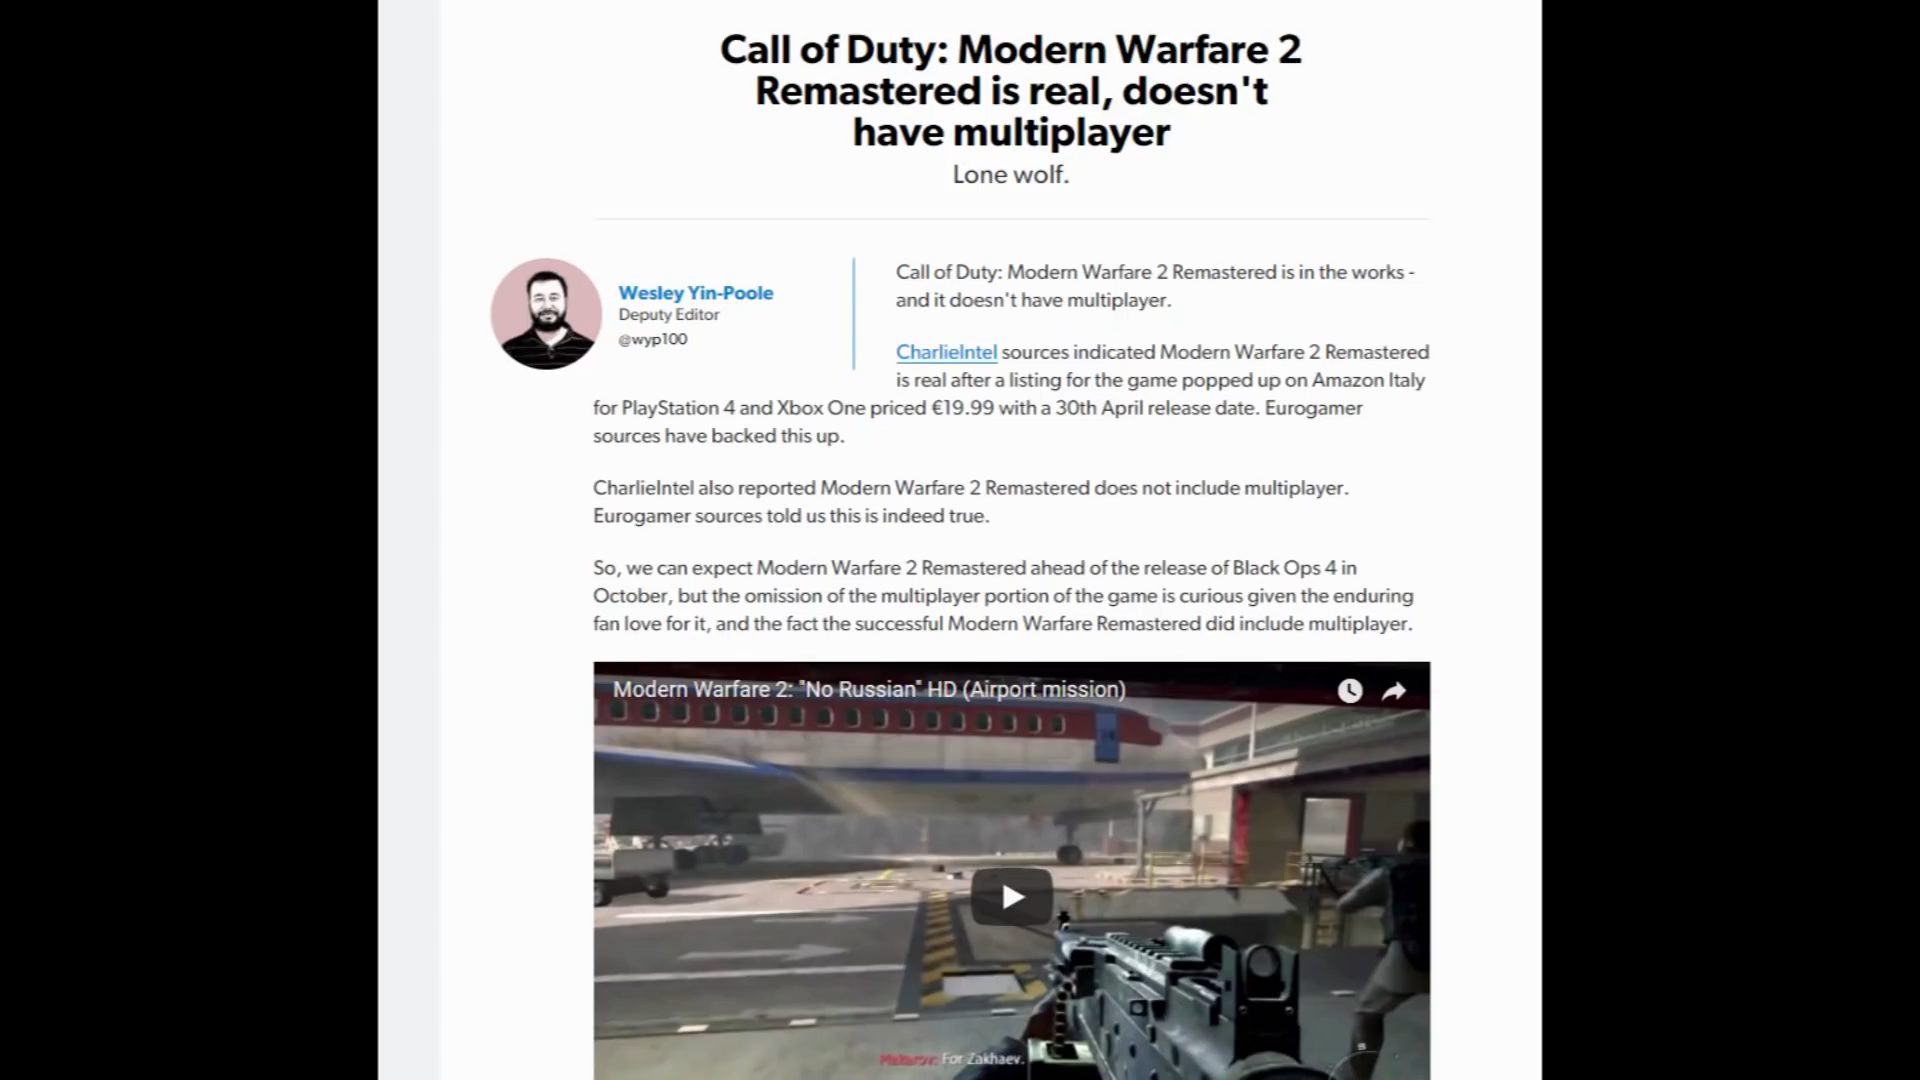 Call of Duty: Modern Warfare 2
Remastered is real, doesn't
have multiplayer
Lone wolf.
Wesley Yin-Poole
Deputy Editor
@wyp100
Call of Duty: Modern Warfare 2 Remastered is in the works -
and it doesn't have multiplayer.
CharlieIntel sources indicated Modern Warfare 2 Remastered
is real after a listing for the game popped up on Amazon Italy
for PlayStation 4 and Xbox One priced €19.99 with a 30th April release date. Eurogamer
sources have backed this up.
CharlieIntel also reported Modern Warfare 2 Remastered does not include multiplayer.
Eurogamer sources told us this is indeed true.
So, we can expect Modern Warfare 2 Remastered ahead of the release of Black Ops 4 in
October, but the omission of the multiplayer portion of the game is curious given the enduring
fan love for it, and the fact the successful Modern Warfare Remastered did include multiplayer.
Modern Warfare 2: "No Russian" HD (Airport mission)
Makarov: For Zakhaev.